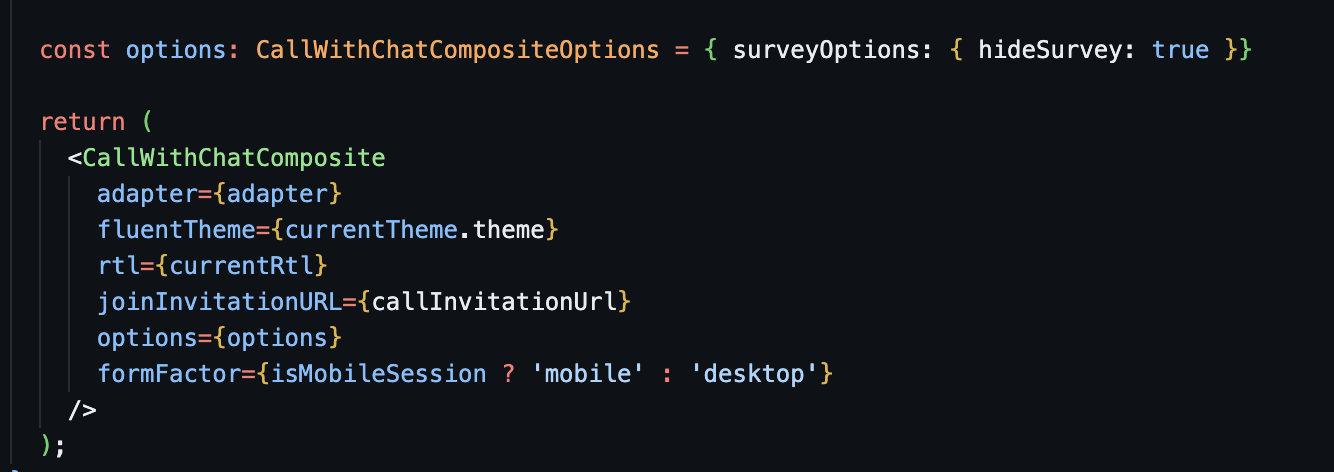 const options: CallWithChatCompositeOptions = { surveyOptions: { hideSurvey: true }}
return (
<CallWithChatComposite
adapter={adapter}
fluentTheme={currentTheme.theme}
rtl={currentRtl}
joinInvitationURL={callInvitationUrl}
options={options}
formFactor={isMobileSession ? 'mobile' : 'desktop'}
/>
);